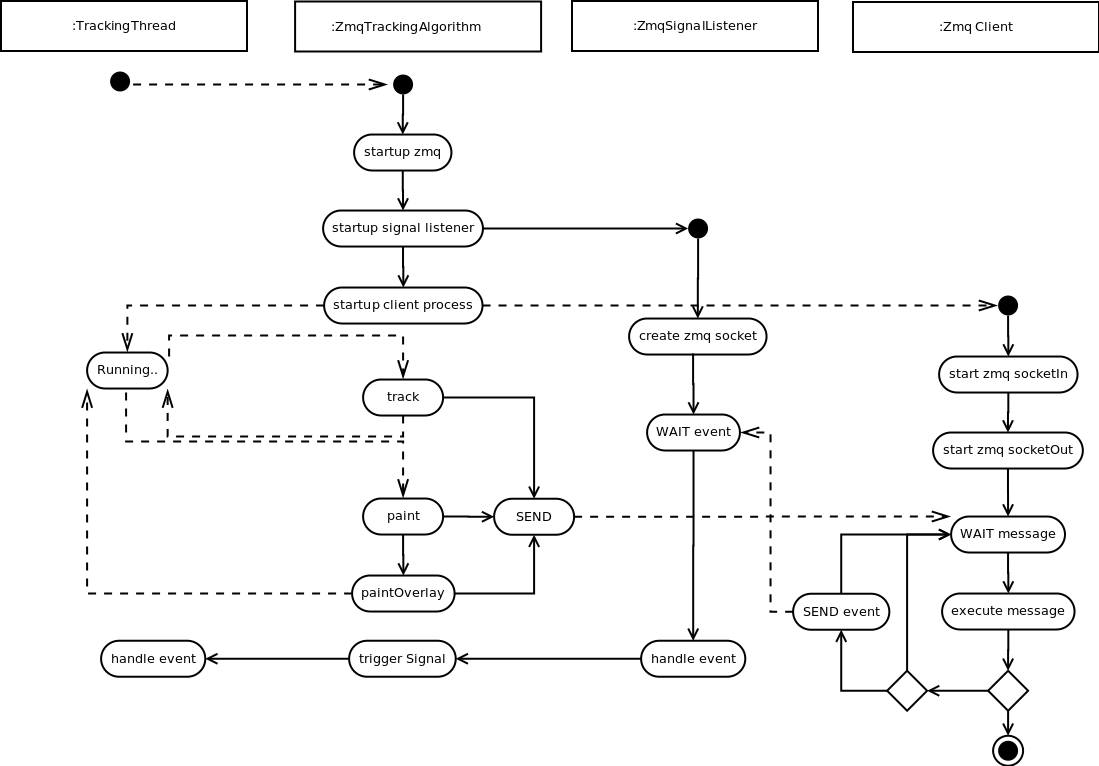 :TrackingThread
:ZmqTrackingAlgorithm
:ZmqSignalListener
:Zmq Client
startup zmq
startup signal listener
startup client process
create zmq socket
Running..
start zmq socketIn
track
WAIT event
start zmq socketOut
paint
SEND
WAIT message
paintOverlay
SEND event
execute message
handle event
trigger Signal
handle event